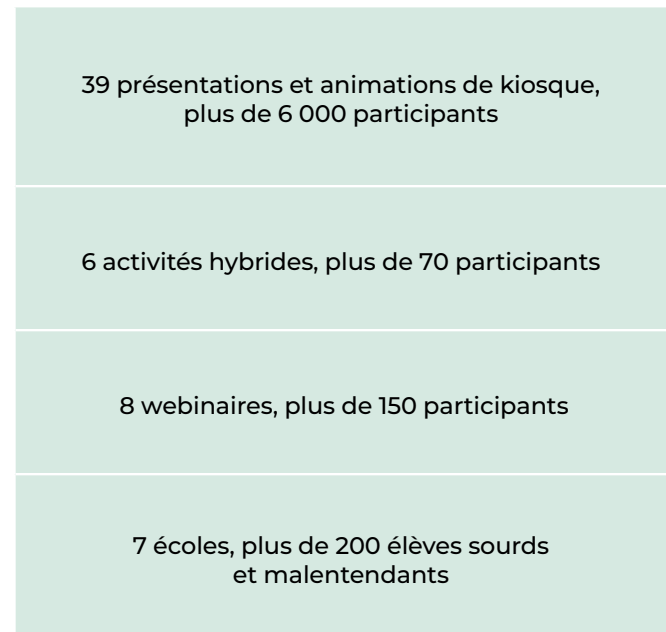 39 présentations et animations de kiosque,
plus de 6 000 participants
6 activités hybrides, plus de 70 participants
8 webinaires, plus de 150 participants
7 écoles, plus de 200 élèves sourds
et malentendants